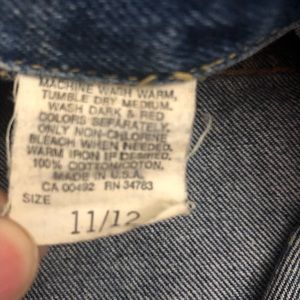 MACHINE WASH WARM,
TUMBLE DRY MEDIUM.
WASH DARK & RED
COLORS SEPARATELY.
ONLY NON-CHLORINE
BLEACH WHEN NEEDED.
WARM IRON IF DESIRED.
100% COTTON/COTON.
MADE IN U.S.A.
CA 00492 RN 34783
SIZE
11/12